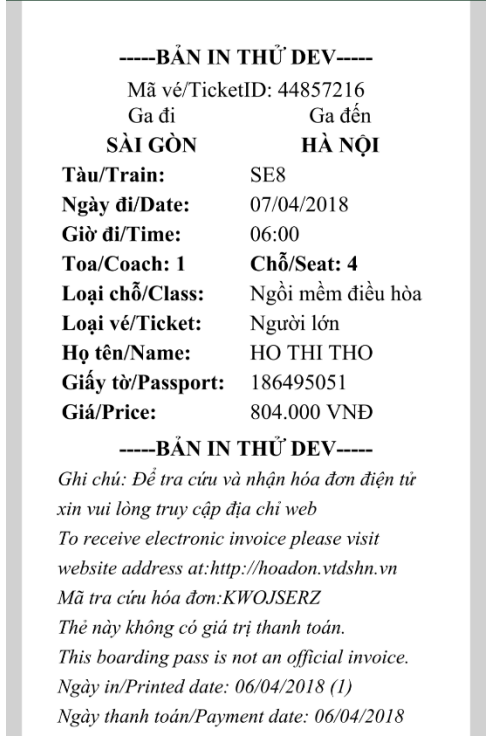 -----BẢN IN THỬ DEV-----
Mã vé/TicketID: 44857216
Ga đi Ga đến
SÀI GÒN HÀ NỘI
Tàu/Train: SE8
Ngày đi/Date: 07/04/2018
Giờ đi/Time: 06:00
Toa/Coach: 1 Chỗ/Seat: 4
Loại chỗ/Class: Ngồi mềm điều hòa
Loại vé/Ticket: Người lớn
Họ tên/Name: HO THI THO
Giấy tờ/Passport: 186495051
Giá/Price: 804.000 VNĐ
-----BẢN IN THỬ DEV-----
Ghi chú: Để tra cứu và nhận hóa đơn điện tử
xin vui lòng truy cập địa chỉ web
To receive electronic invoice please visit
website address at:http://hoadon.vtdshn.vn
Mã tra cứu hóa đơn:KWOJSERZ
Thẻ này không có giá trị thanh toán.
This boarding pass is not an official invoice.
Ngày in/Printed date: 06/04/2018 (1)
Ngày thanh toán/Payment date: 06/04/2018